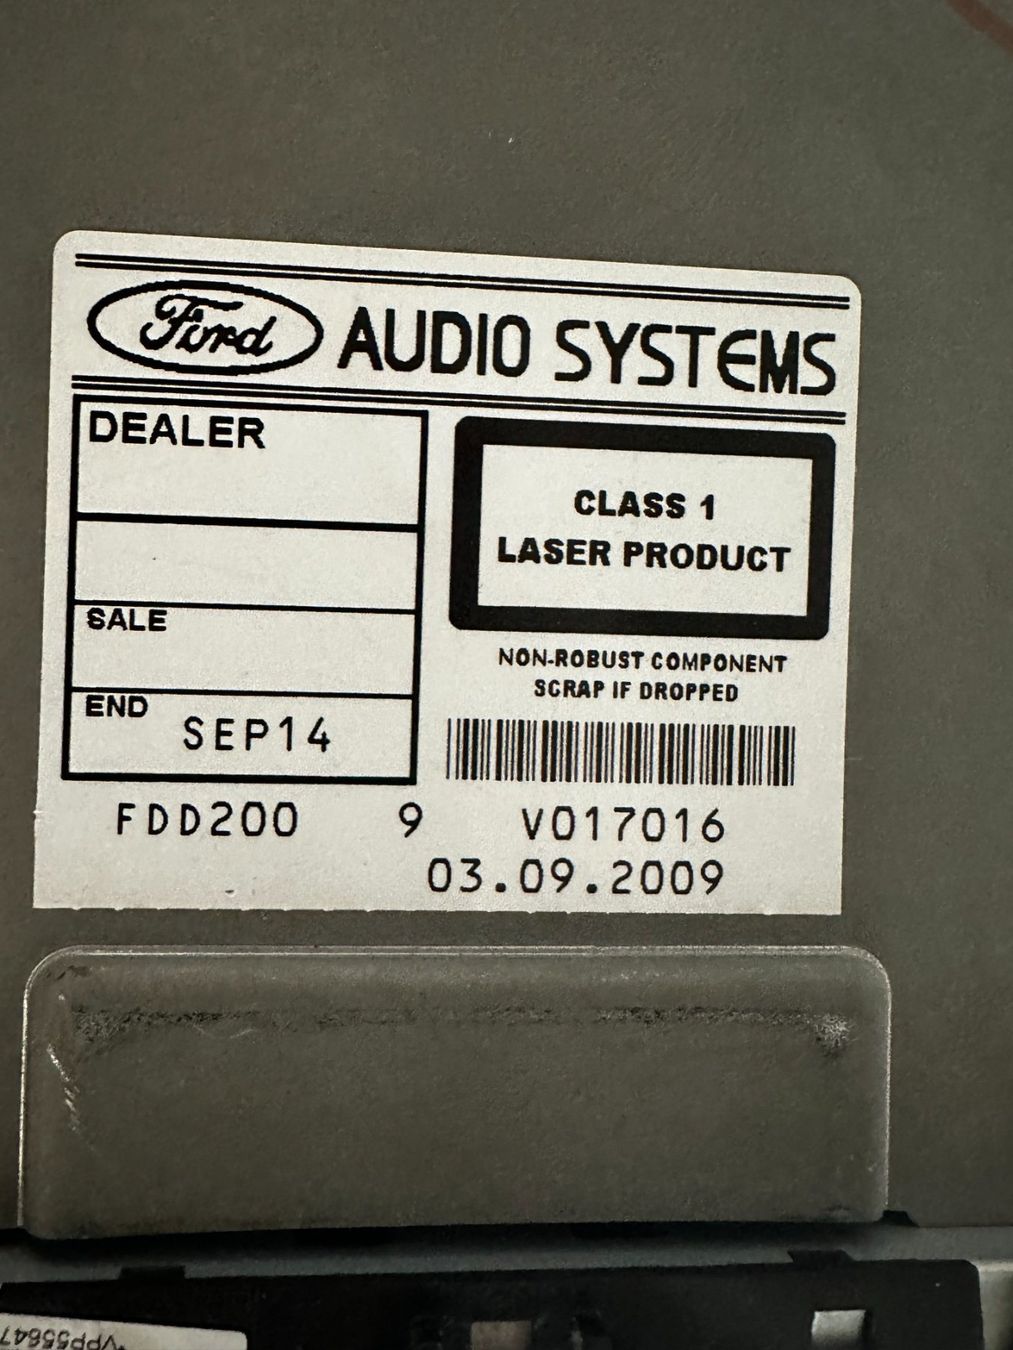 Ford AUDIO SYSTEMS
DEALER
CLASS 1
LASER PRODUCT
SALE
NON-ROBUST COMPONENT
SCRAP IF DROPPED
END SEP14
FDD200 9 V017016
03.09.2009